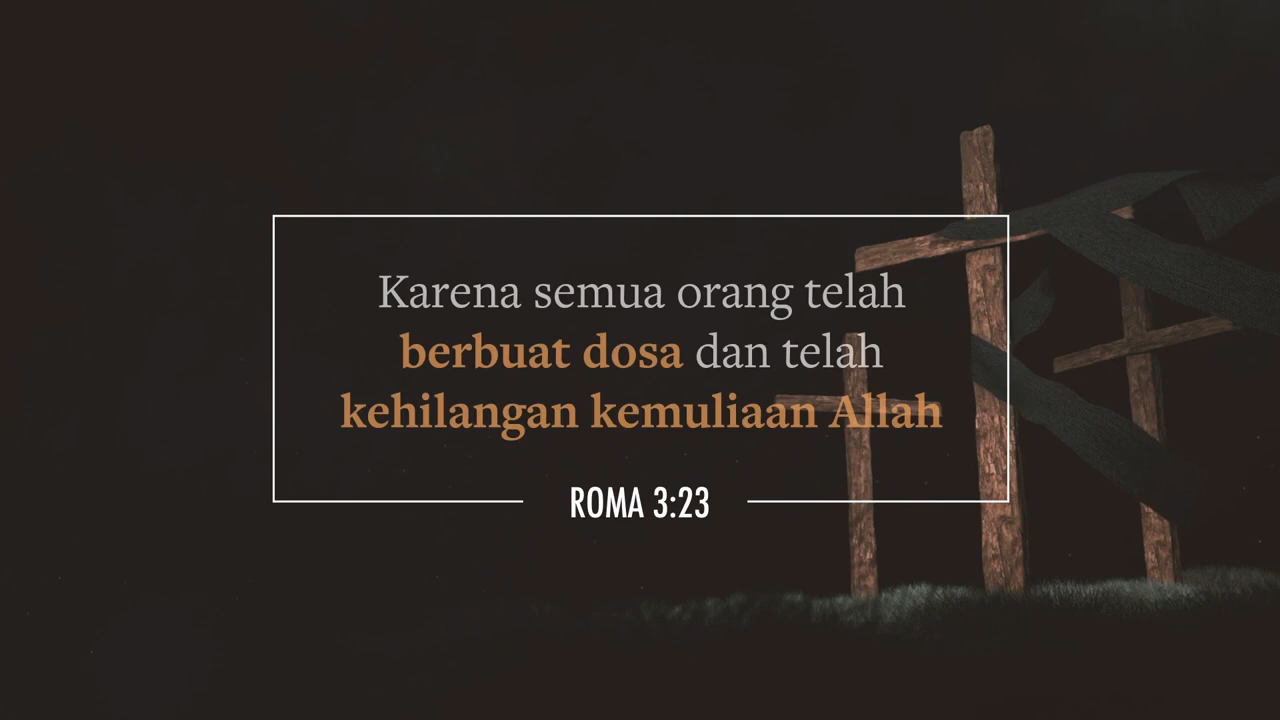 Karena semua orang telah
berbuat dosa dan telah
kehilangan kemuliaan Allah
ROMA 3:23